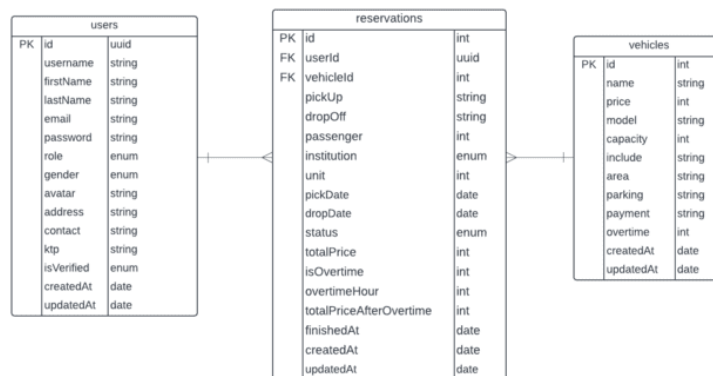 users
PK id uuid
username string
firstName string
lastName string
email string
password string
role enum
gender enum
avatar string
address string
contact string
ktp string
isVerified enum
createdAt date
updatedAt date
reservations
PK id int
FK userId uuid
FK vehicleId int
pickUp string
dropOff string
passenger int
institution enum
unit int
pickDate date
dropDate date
status enum
totalPrice int
isOvertime int
overtimeHour int
totalPriceAfterOvertime int
finishedAt date
createdAt date
updatedAt date
vehicles
PK id int
name string
price int
model string
capacity int
include string
area string
parking string
payment string
overtime int
createdAt date
updatedAt date